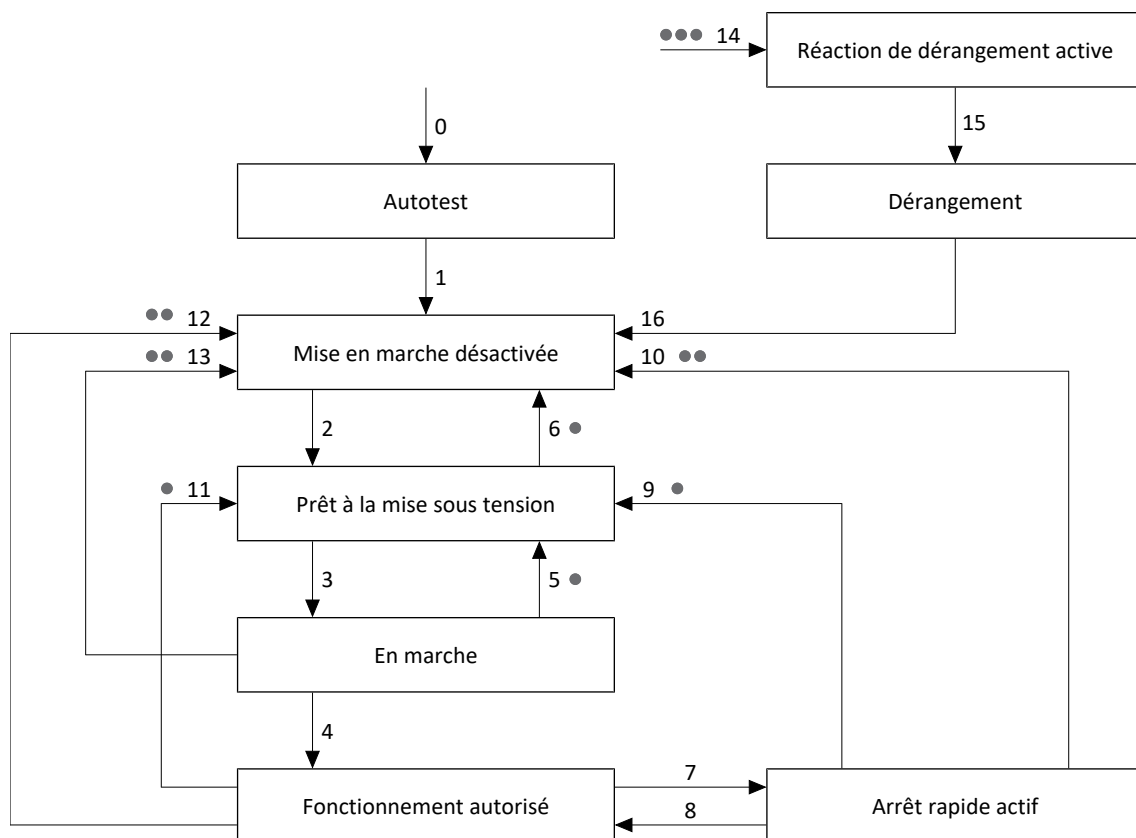 14
Réaction de dérangement active
0
15
Autotest
Dérangement
1
12
16
Mise en marche désactivée
13
10
2
6
11
Prêt à la mise sous tension
9
3
5
En marche
4
7
Fonctionnement autorisé
Arrêt rapide actif
8